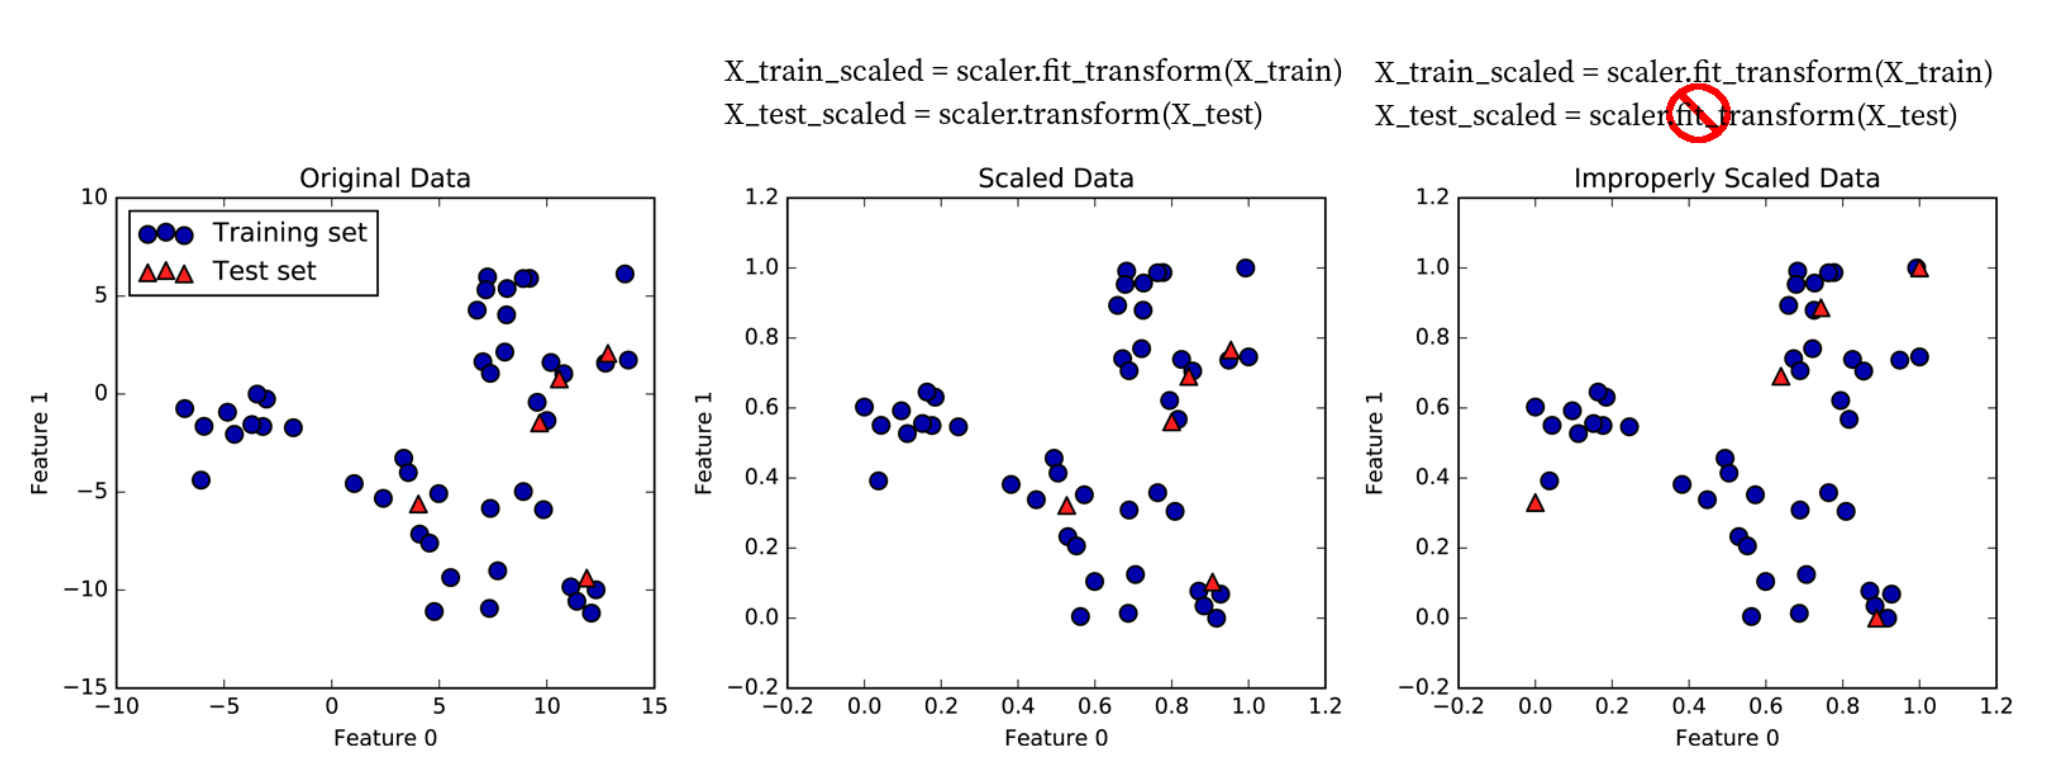 X_train_scaled = scaler.fit_transform(X_train)
X_test_scaled = scaler.transform(X_test)
X_train_scaled = scaler.fit_transform(X_train)
X_test_scaled = scaler.fit_transform(X_test)
Original Data
10
5
0
−5
−10
−15
Feature 1
Training set
Test set
−10 −5 0 5 10 15
Feature 0
Scaled Data
1.2
1.0
0.8
0.6
0.4
0.2
0.0
−0.2
Feature 1
−0.2 0.0 0.2 0.4 0.6 0.8 1.0 1.2
Feature 0
Improperly Scaled Data
1.2
1.0
0.8
0.6
0.4
0.2
0.0
−0.2
Feature 1
−0.2 0.0 0.2 0.4 0.6 0.8 1.0 1.2
Feature 0